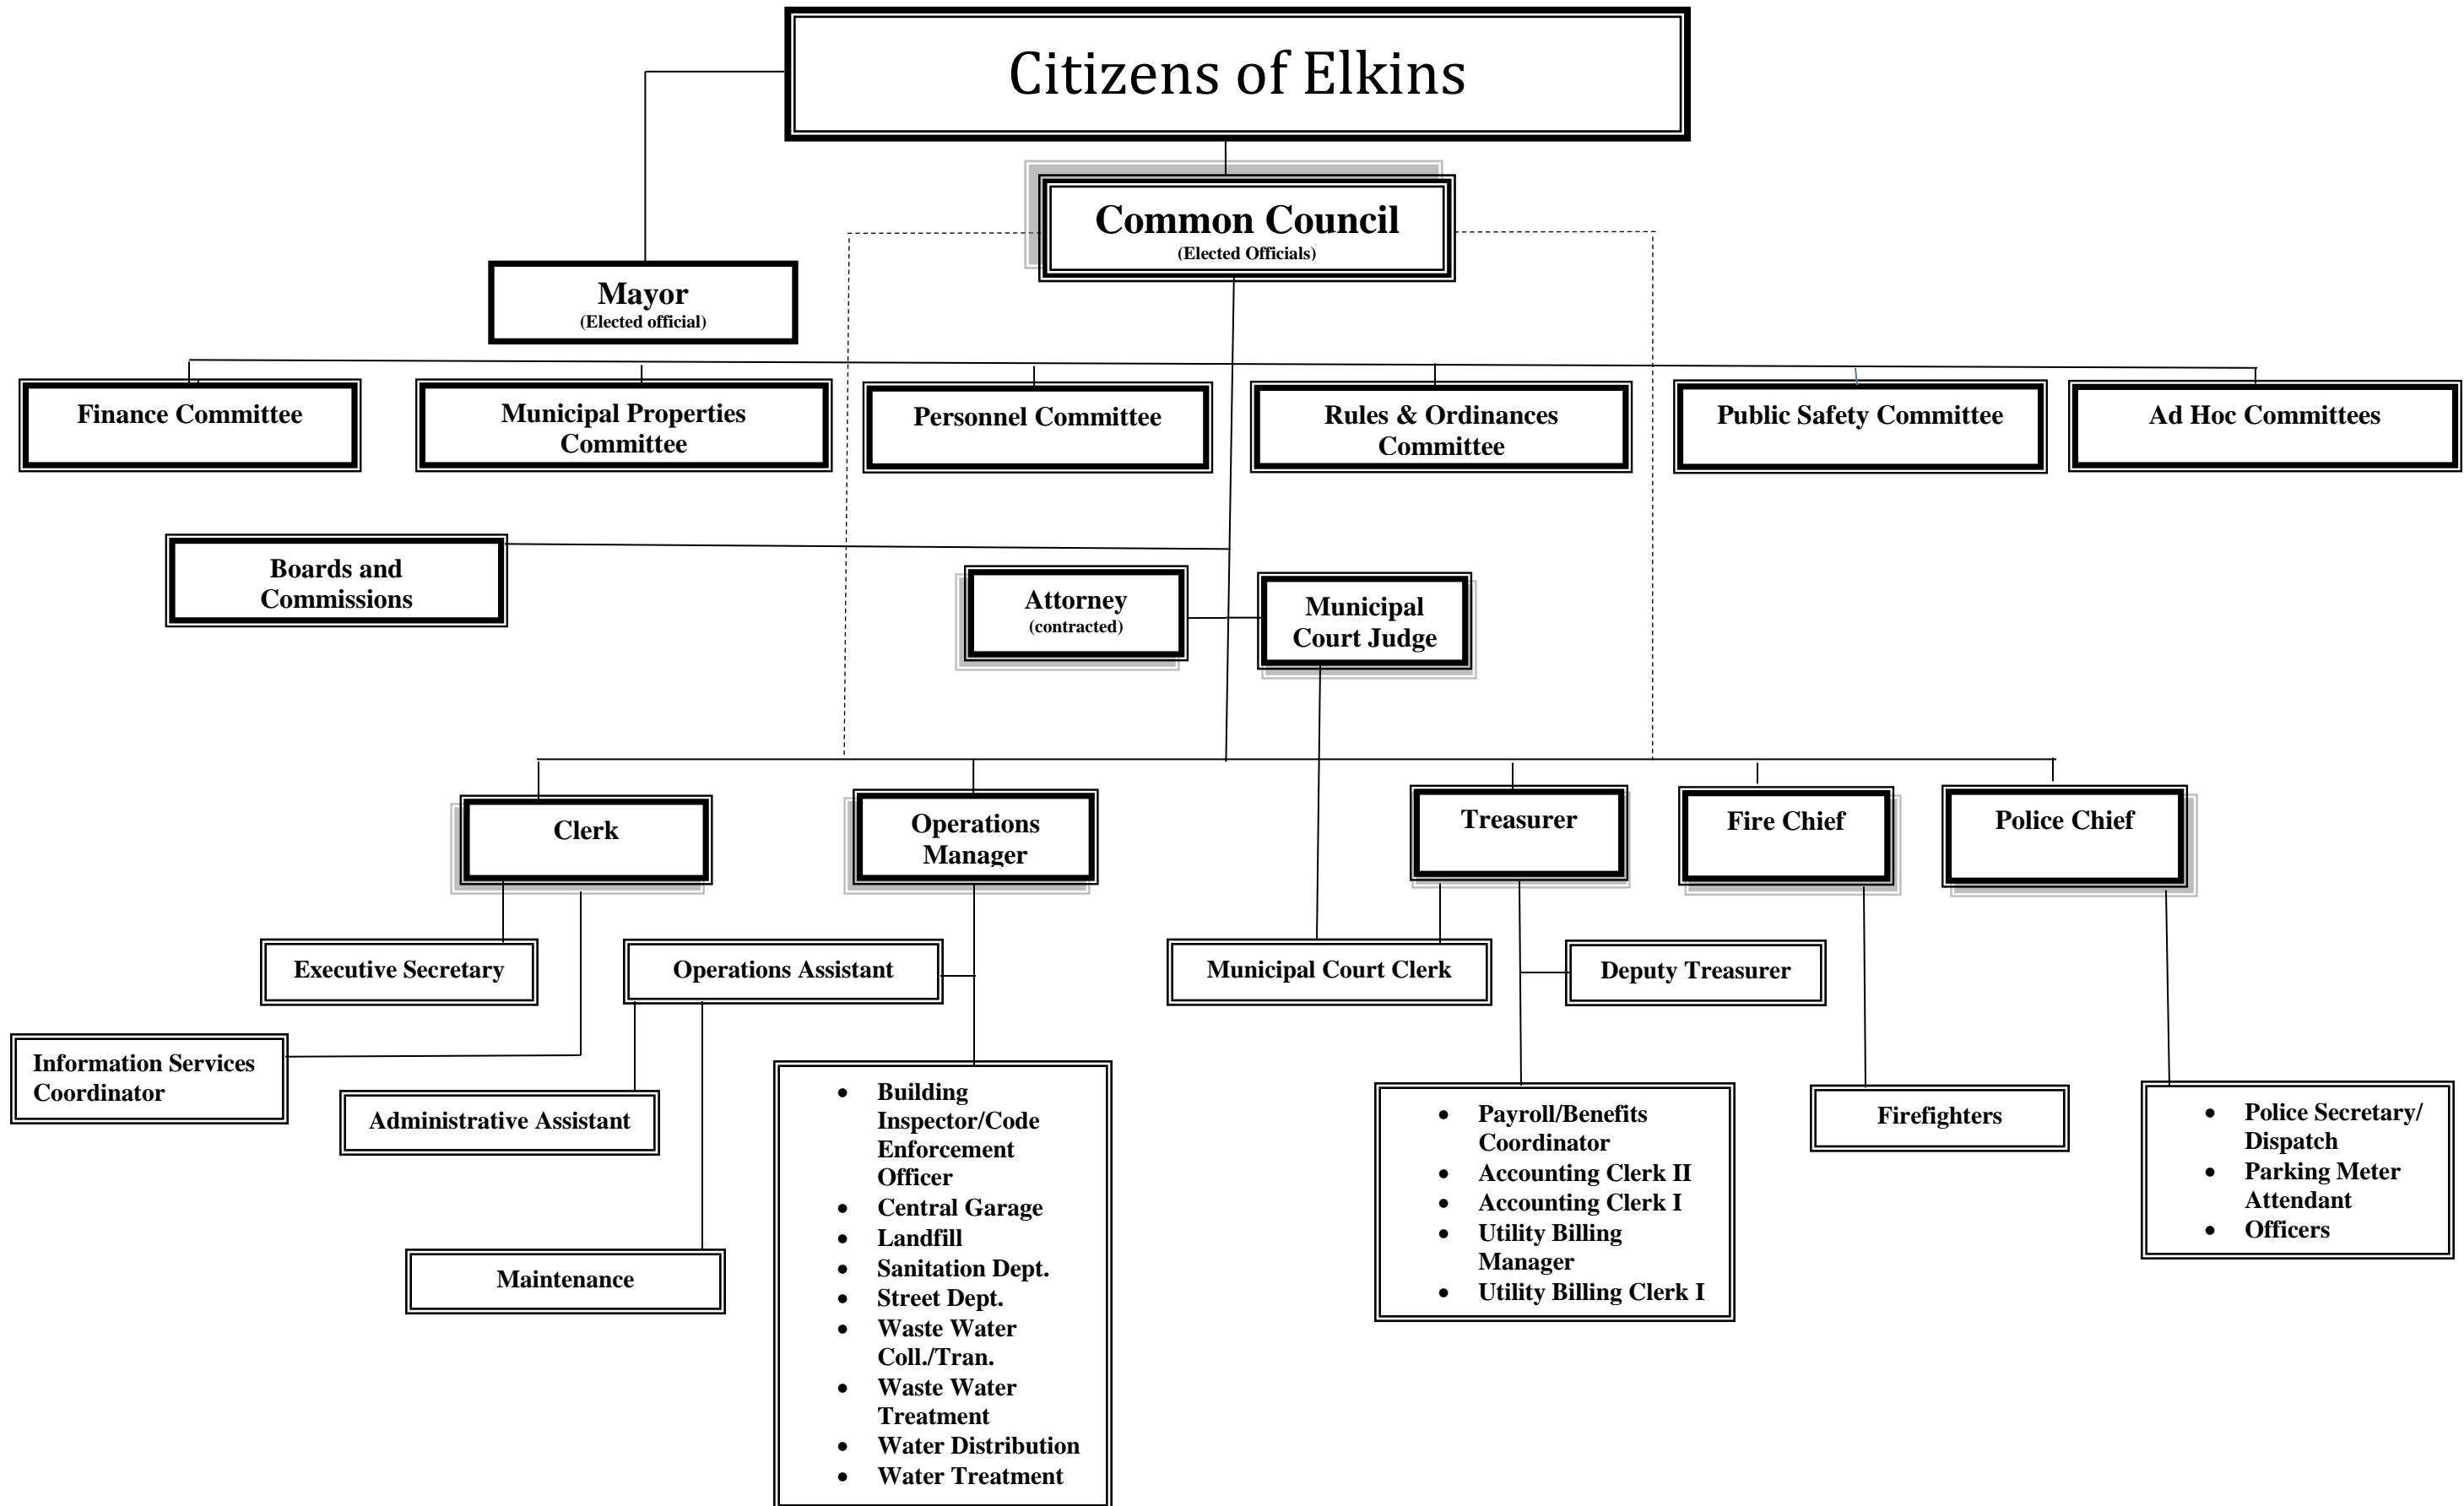 Citizens of Elkins
Common Council
(Elected Officials)
Mayor
(Elected official)
Finance Committee
Municipal Properties
Committee
Personnel Committee
Rules & Ordinances
Committee
Public Safety Committee
Ad Hoc Committees
Boards and
Commissions
Attorney
(contracted)
Municipal
Court Judge
Clerk
Operations
Manager
Treasurer
Fire Chief
Police Chief
Executive Secretary
Operations Assistant
Municipal Court Clerk
Deputy Treasurer
Information Services
Coordinator
Administrative Assistant
Maintenance
• Building
Inspector/Code
Enforcement
Officer
• Central Garage
• Landfill
• Sanitation Dept.
• Street Dept.
• Waste Water
Coll./Tran.
• Waste Water
Treatment
• Water Distribution
• Water Treatment
• Payroll/Benefits
Coordinator
• Accounting Clerk II
• Accounting Clerk I
• Utility Billing
Manager
• Utility Billing Clerk I
Firefighters
• Police Secretary/
Dispatch
• Parking Meter
Attendant
• Officers